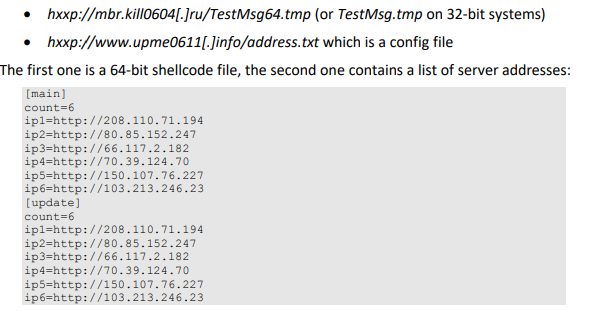 • hxxp://mbr.kill0604[.]ru/TestMsg64.tmp (or TestMsg.tmp on 32-bit systems)
• hxxp://www.upme0611[.]info/address.txt which is a config file
The first one is a 64-bit shellcode file, the second one contains a list of server addresses:
[main]
count=6
ip1=http://208.110.71.194
ip2=http://80.85.152.247
ip3=http://66.117.2.182
ip4=http://70.39.124.70
ip5=http://150.107.76.227
ip6=http://103.213.246.23
[update]
count=6
ip1=http://208.110.71.194
ip2=http://80.85.152.247
ip3=http://66.117.2.182
ip4=http://70.39.124.70
ip5=http://150.107.76.227
ip6=http://103.213.246.23